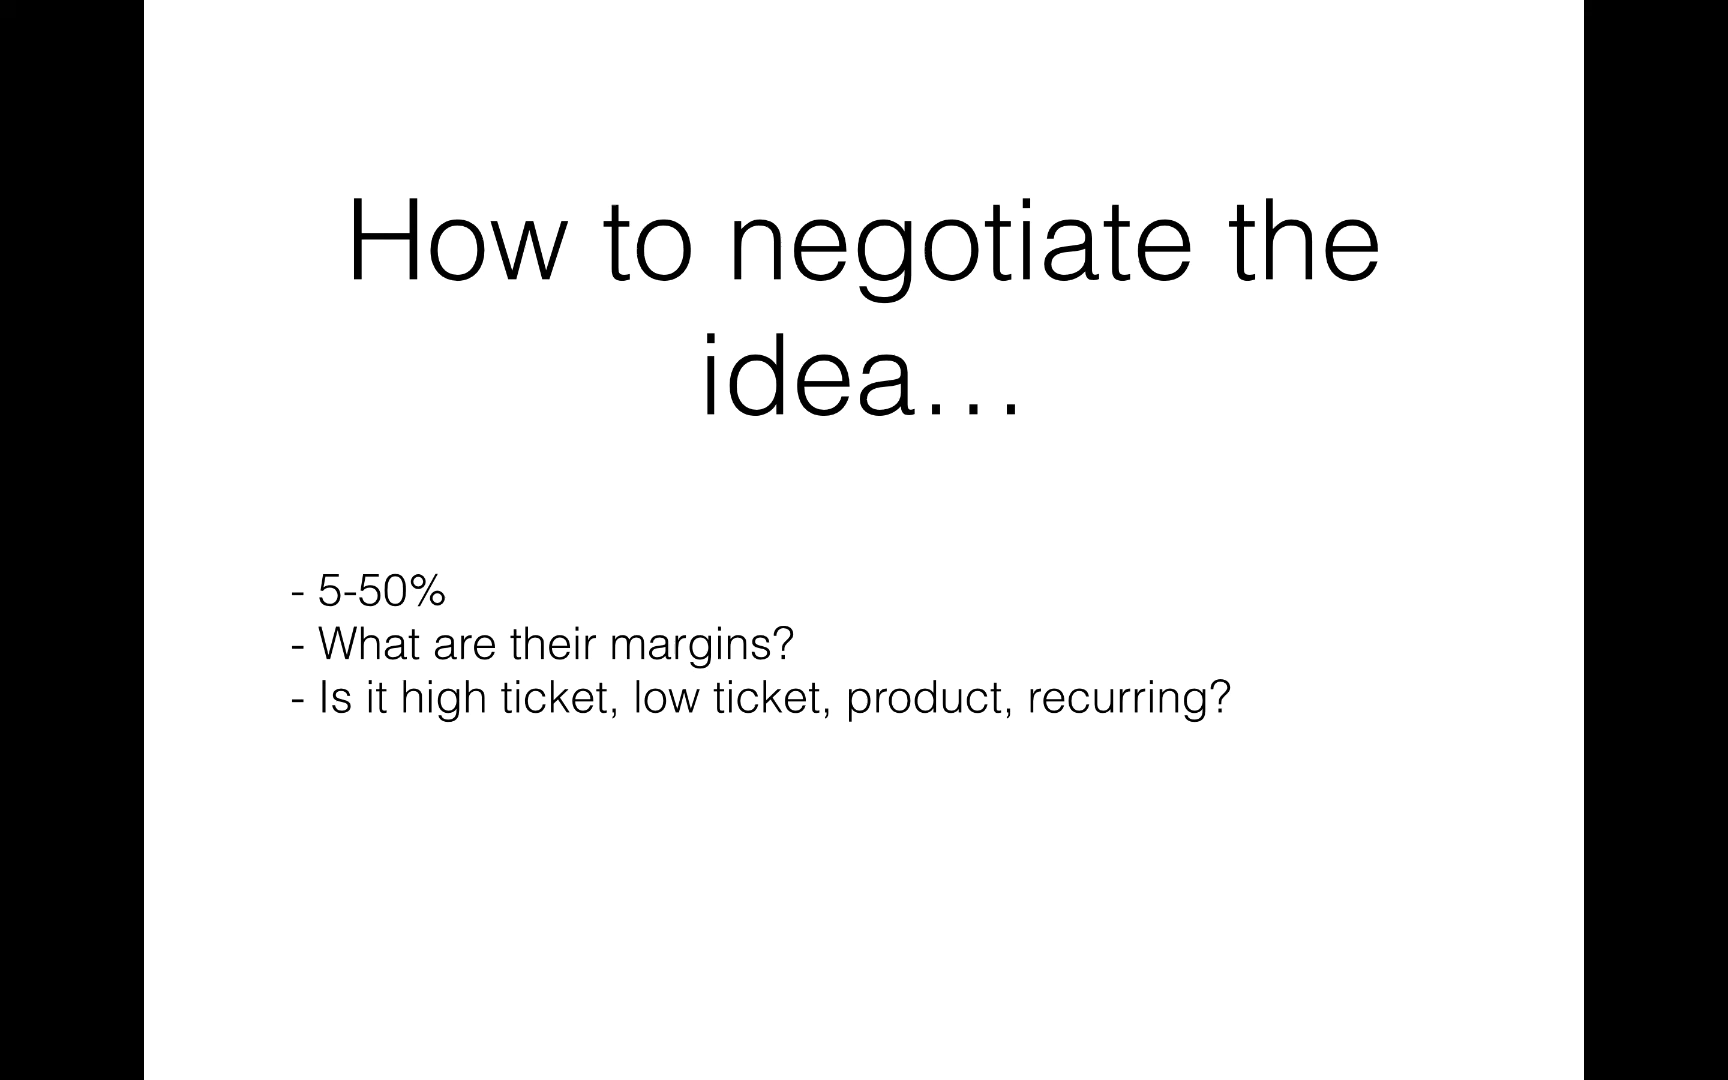 How to negotiate the
idea…
- 5-50%
- What are their margins?
- Is it high ticket, low ticket, product, recurring?